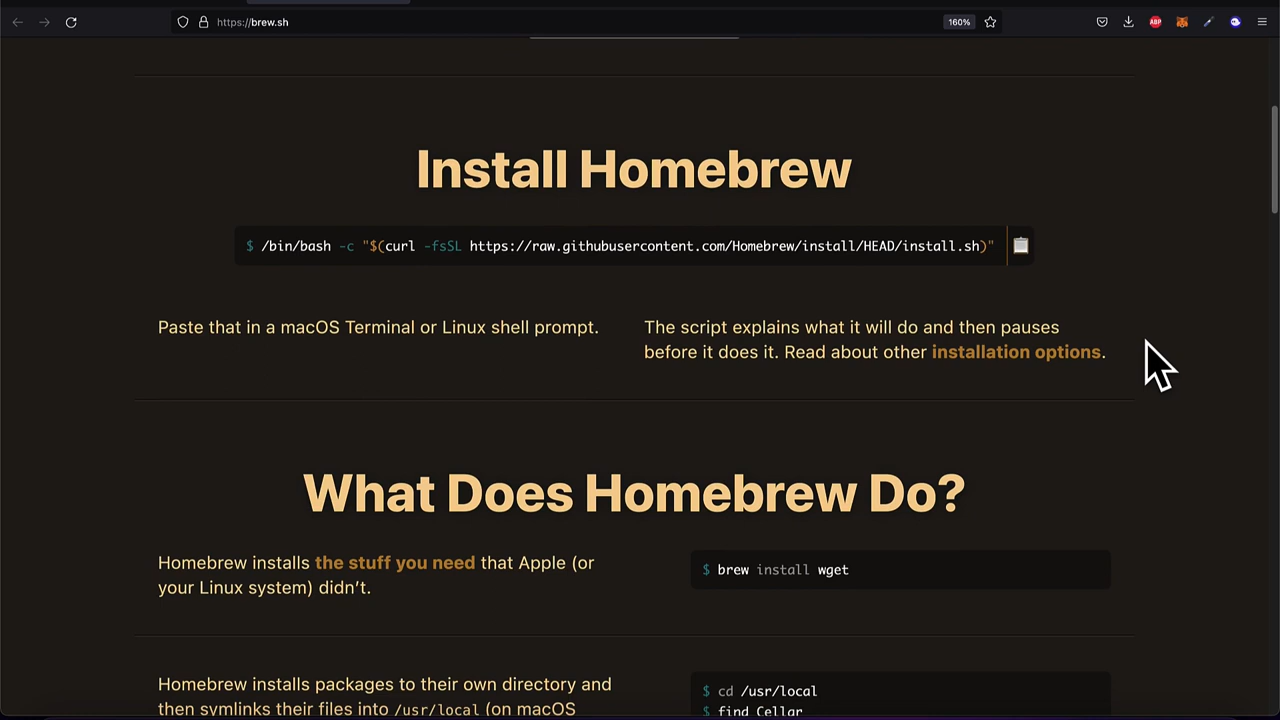 https://brew.sh
160%
ABP
Install Homebrew
$ /bin/bash -c "$(curl -fsSL https://raw.githubusercontent.com/Homebrew/install/HEAD/install.sh)"
Paste that in a macOS Terminal or Linux shell prompt.
The script explains what it will do and then pauses
before it does it. Read about other installation options.
What Does Homebrew Do?
Homebrew installs the stuff you need that Apple (or
your Linux system) didn’t.
$ brew install wget
Homebrew installs packages to their own directory and
then symlinks their files into /usr/local (on macOS
$ cd /usr/local
$ find Cellar